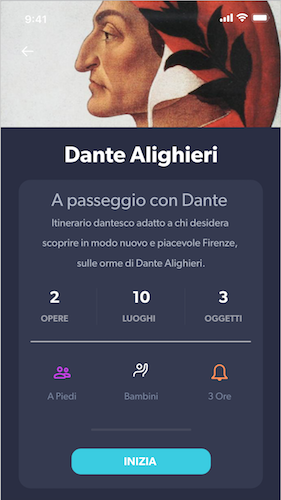 9:41
Dante Alighieri
A passeggio con Dante
Itinerario dantesco adatto a chi desidera
scoprire in modo nuovo e piacevole Firenze,
sulle orme di Dante Alighieri.
2 10 3
OPERE LUOGHI OGGETTI
A Piedi Bambini 3 Ore
INIZIA